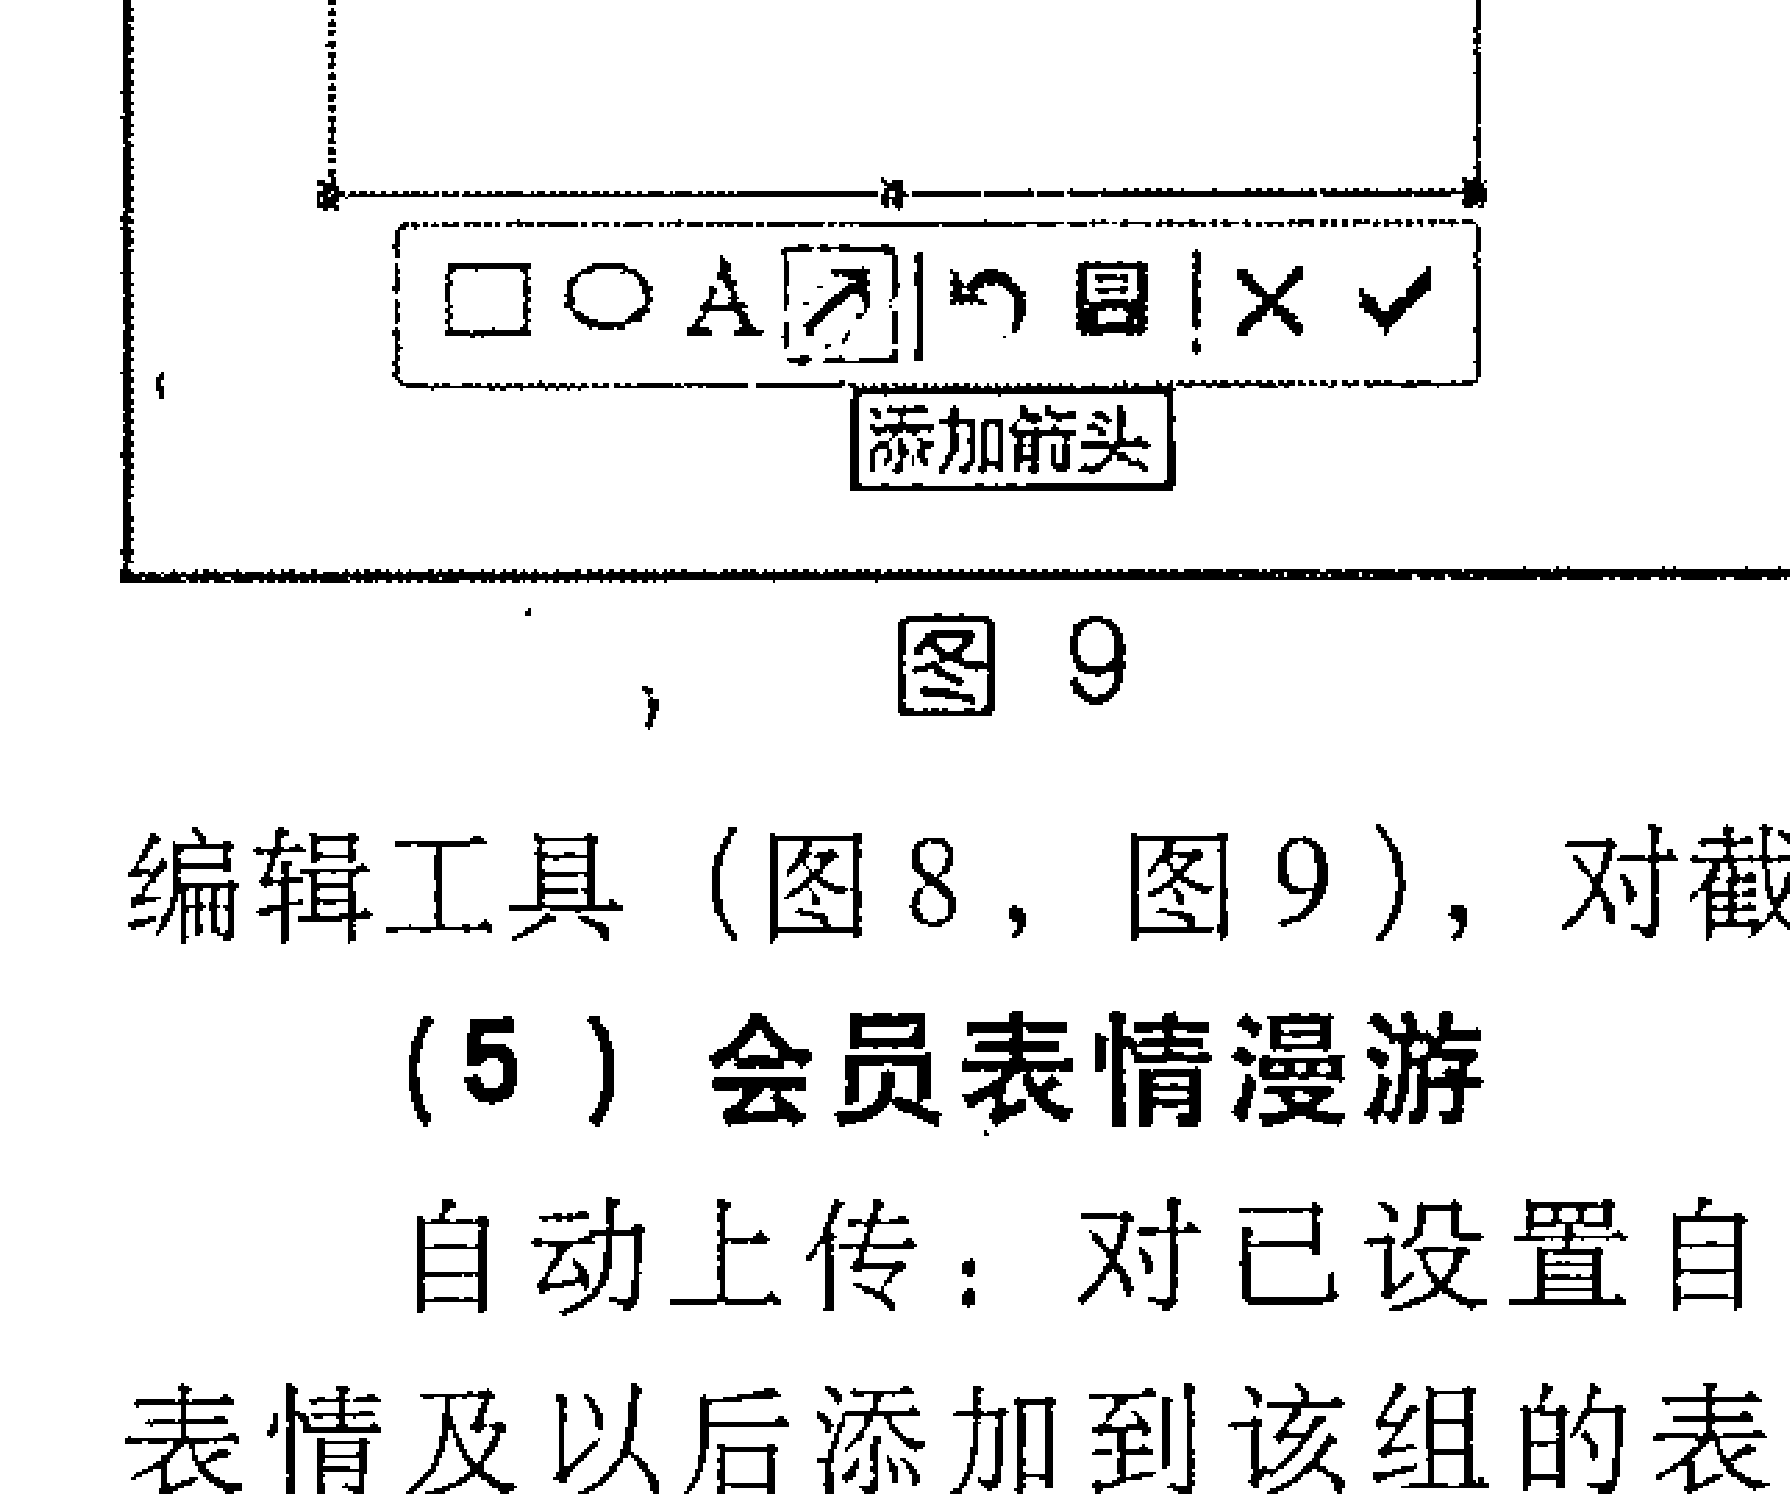 A
添加箭头
图 9
编辑工具（图8，图9），对截
（5）会员表情漫游
自动上传：对已设置自
表情及以后添加到该组的表